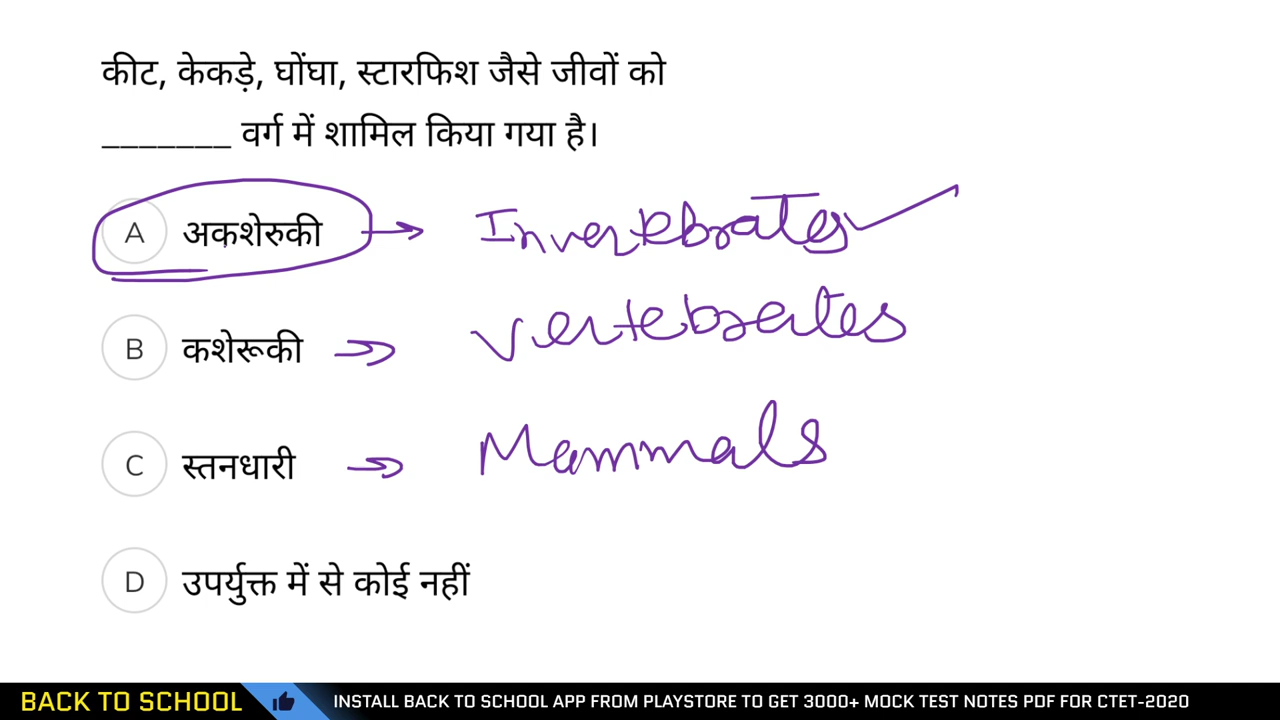 कीट, केकड़े, घोंघा, स्टारफिश जैसे जीवों को
_______ वर्ग में शामिल किया गया है।
A अकशेरुकी → Invertebrates
B कशेरूकी → Vertebrates
C स्तनधारी → Mammals
D उपर्युक्त में से कोई नहीं
BACK TO SCHOOL INSTALL BACK TO SCHOOL APP FROM PLAYSTORE TO GET 3000+ MOCK TEST NOTES PDF FOR CTET-2020